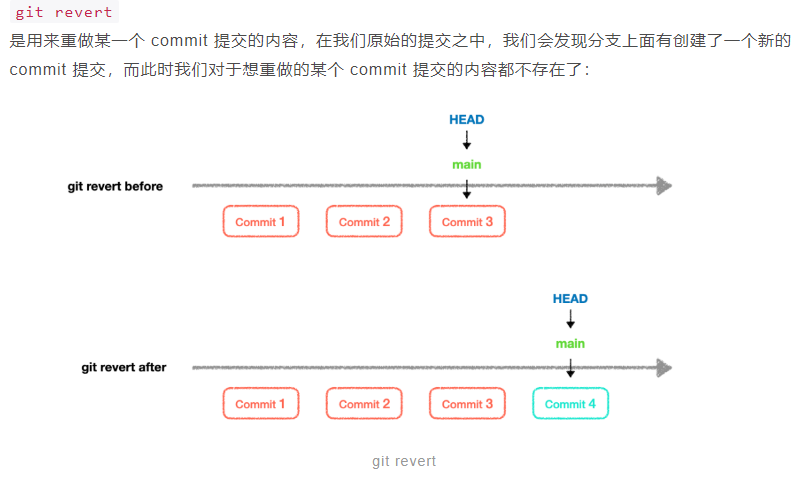 git revert
是用来重做某一个 commit 提交的内容，在我们原始的提交之中，我们会发现分支上面有创建了一个新的
commit 提交，而此时我们对于想重做的某个 commit 提交的内容都不存在了：
HEAD
main
git revert before
Commit 1
Commit 2
Commit 3
HEAD
main
git revert after
Commit 1
Commit 2
Commit 3
Commit 4
git revert